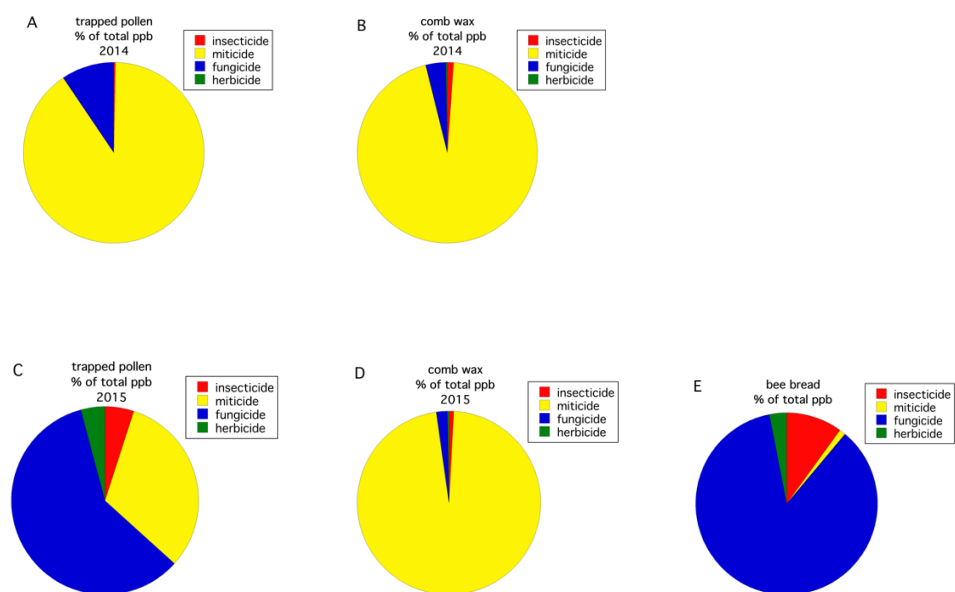 A
trapped pollen
% of total ppb
2014
insecticide
miticide
fungicide
herbicide
B
comb wax
% of total ppb
2014
insecticide
miticide
fungicide
herbicide
C
trapped pollen
% of total ppb
2015
insecticide
miticide
fungicide
herbicide
D
comb wax
% of total ppb
2015
insecticide
miticide
fungicide
herbicide
E
bee bread
% of total ppb
insecticide
miticide
fungicide
herbicide